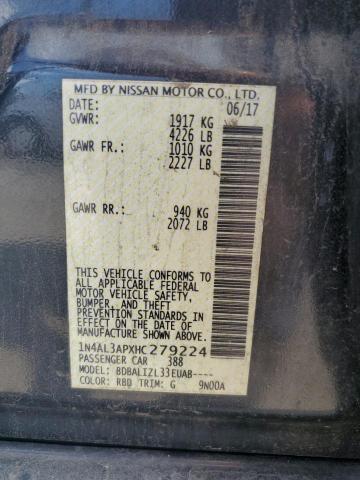 MFD BY NISSAN MOTOR CO., LTD.
DATE: 06/17
GVWR: 1917 KG
4226 LB
GAWR FR.: 1010 KG
2227 LB
GAWR RR.: 940 KG
2072 LB
THIS VEHICLE CONFORMS TO
ALL APPLICABLE FEDERAL
MOTOR VEHICLE SAFETY,
BUMPER, AND THEFT
PREVENTION STANDARDS
IN EFFECT ON THE DATE
OF MANUFACTURE SHOWN ABOVE.
1N4AL3APXHC279224
PASSENGER CAR 388
MODEL: BDBALIZL33EUAB----
COLOR: RBD TRIM: G 9N00A